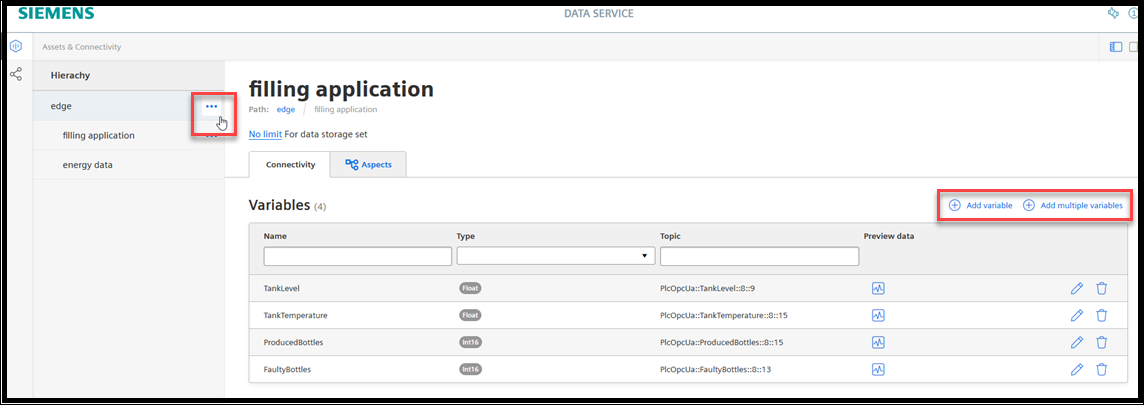 SIEMENS
DATA SERVICE
Assets & Connectivity
Hierachy
edge
filling application
energy data
filling application
Path: edge / filling application
No limit For data storage set
Connectivity Aspects
Variables (4)
Add variable Add multiple variables
Name Type Topic Preview data
TankLevel Float PlcOpcUa::TankLevel::8::9
TankTemperature Float PlcOpcUa::TankTemperature::8::15
ProducedBottles Int16 PlcOpcUa::ProducedBottles::8::15
FaultyBottles Int16 PlcOpcUa::FaultyBottles::8::13